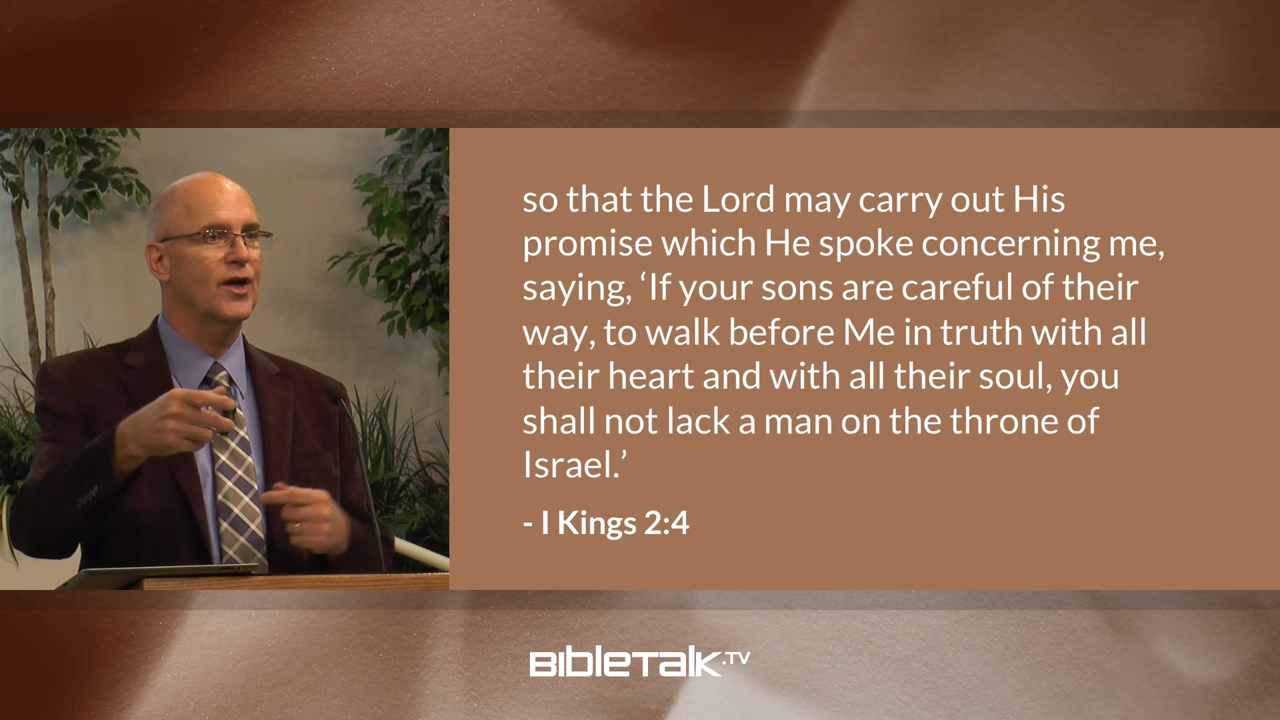 so that the Lord may carry out His
promise which He spoke concerning me,
saying, ‘If your sons are careful of their
way, to walk before Me in truth with all
their heart and with all their soul, you
shall not lack a man on the throne of
Israel.’
- I Kings 2:4
BIBLETALK.TV